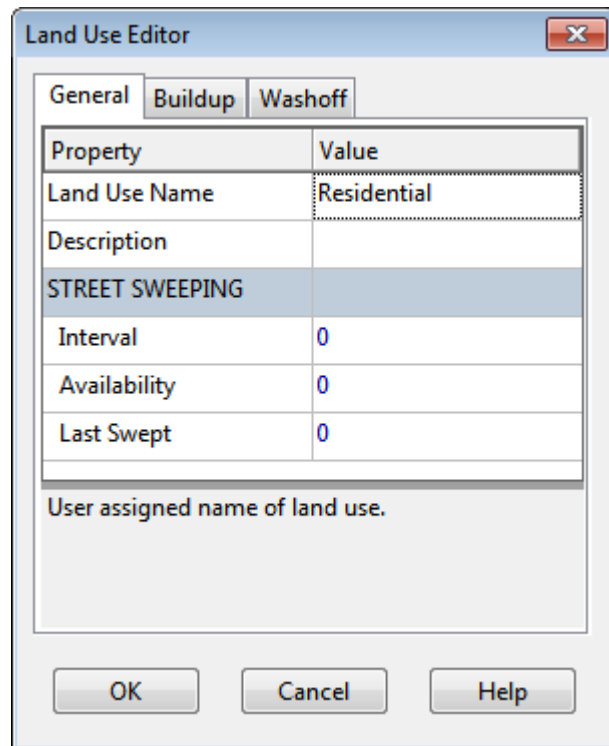 Land Use Editor
General Buildup Washoff
Property Value
Land Use Name Residential
Description
STREET SWEEPING
Interval 0
Availability 0
Last Swept 0
User assigned name of land use.
OK Cancel Help